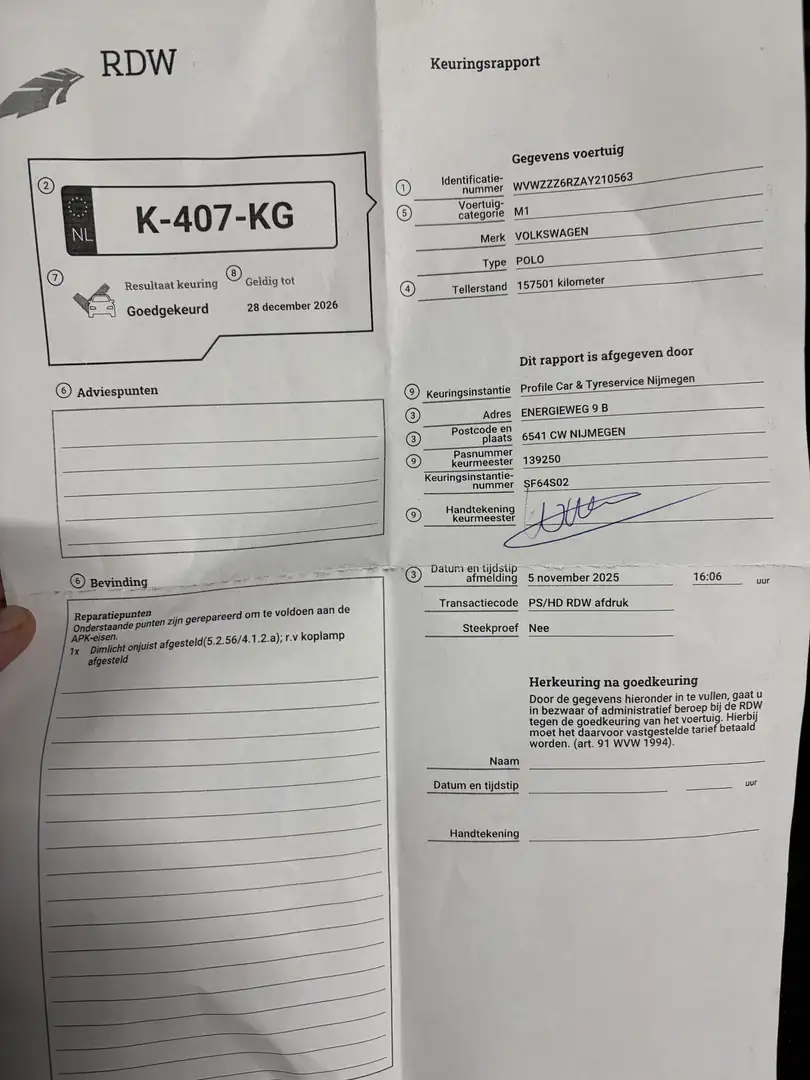 RDW
Keuringsrapport
2
NL
K-407-KG
7
Resultaat keuring
Goedgekeurd
8
Geldig tot
28 december 2026
6 Adviespunten
6 Bevinding
Reparatiepunten
Onderstaande punten zijn gerepareerd om te voldoen aan de
APK-eisen.
1x Dimlicht onjuist afgesteld(5.2.56/4.1.2.a); r.v koplamp
afgesteld
Gegevens voertuig
1 Identificatie-
nummer WVWZZZ6RZAY210563
5 Voertuig-
categorie M1
Merk VOLKSWAGEN
Type POLO
4 Tellerstand 157501 kilometer
Dit rapport is afgegeven door
9 Keuringsinstantie Profile Car & Tyreservice Nijmegen
3 Adres ENERGIEWEG 9 B
3 Postcode en
plaats 6541 CW NIJMEGEN
9 Pasnummer
keurmeester 139250
Keuringsinstantie-
nummer SF64S02
9 Handtekening
keurmeester
3 Datum en tijdstip
afmelding 5 november 2025 16:06 uur
Transactiecode PS/HD RDW afdruk
Steekproef Nee
Herkeuring na goedkeuring
Door de gegevens hieronder in te vullen, gaat u
in bezwaar of administratief beroep bij de RDW
tegen de goedkeuring van het voertuig. Hierbij
moet het daarvoor vastgestelde tarief betaald
worden. (art. 91 WVW 1994).
Naam
Datum en tijdstip uur
Handtekening